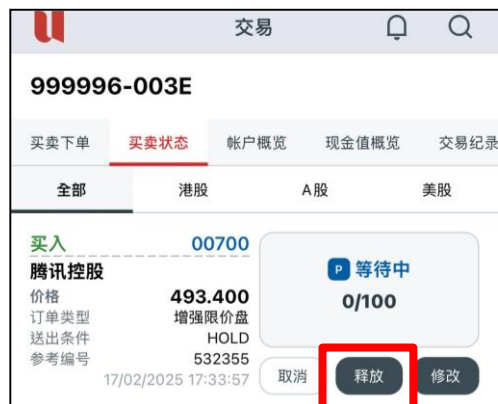 交易
999996-003E
买卖下单 买卖状态 帐户概览 现金值概览 交易纪录
全部 港股 A股 美股
买入 00700
腾讯控股
P 等待中
价格 493.400
0/100
订单类型 增强限价盘
送出条件 HOLD
参考编号 532355
17/02/2025 17:33:57
取消 释放 修改